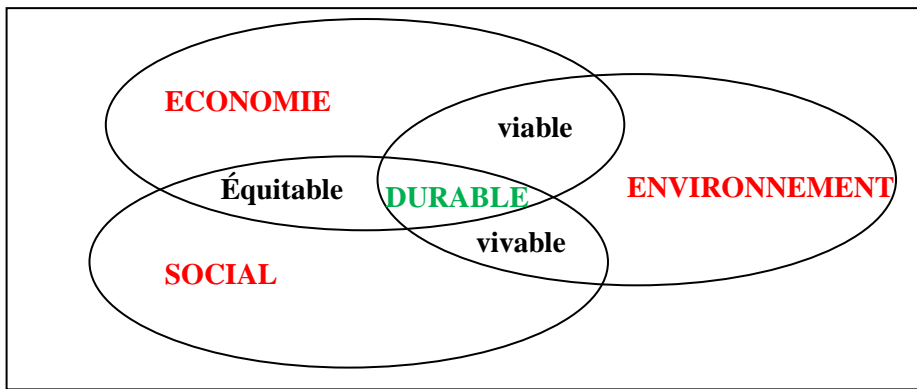 ECONOMIE
viable
Équitable
DURABLE
ENVIRONNEMENT
vivable
SOCIAL